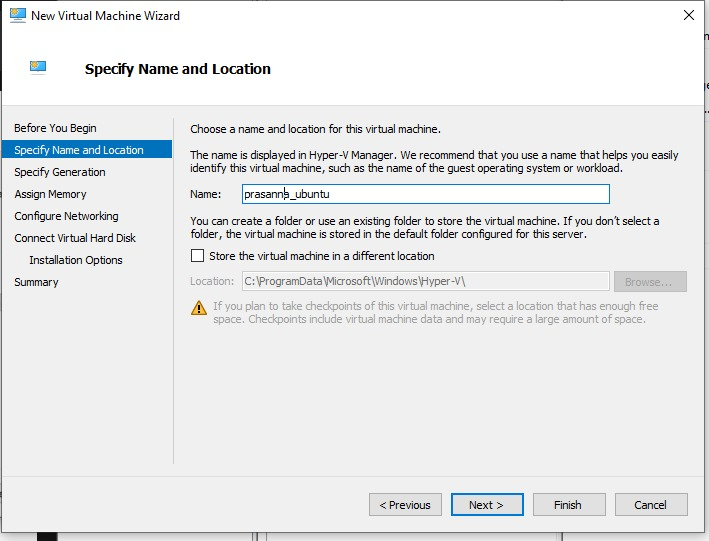 New Virtual Machine Wizard
Specify Name and Location
Before You Begin
Specify Name and Location
Specify Generation
Assign Memory
Configure Networking
Connect Virtual Hard Disk
Installation Options
Summary
Choose a name and location for this virtual machine.
The name is displayed in Hyper-V Manager. We recommend that you use a name that helps you easily
identify this virtual machine, such as the name of the guest operating system or workload.
Name: prasanna_ubuntu
You can create a folder or use an existing folder to store the virtual machine. If you don't select a
folder, the virtual machine is stored in the default folder configured for this server.
Store the virtual machine in a different location
Location: C:\ProgramData\Microsoft\Windows\Hyper-V\ Browse...
If you plan to take checkpoints of this virtual machine, select a location that has enough free
space. Checkpoints include virtual machine data and may require a large amount of space.
< Previous Next > Finish Cancel